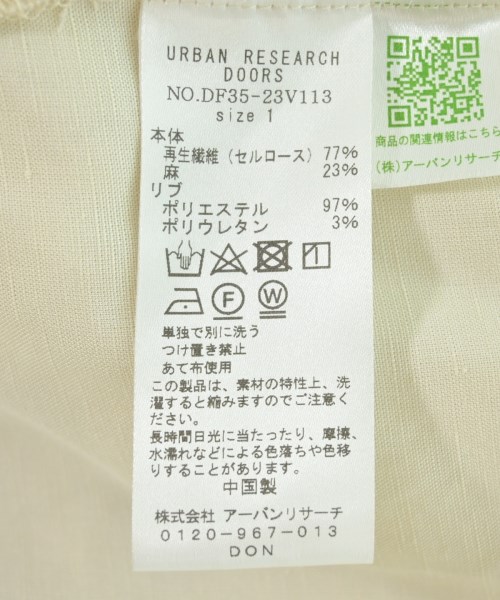 URBAN RESEARCH
DOORS
NO.DF35-23V113
size 1
本体
再生繊維(セルロース) 77%
麻 23%
リブ
ポリエステル 97%
ポリウレタン 3%
F W
単独で別に洗う
つけ置き禁止
あて布使用
この製品は、素材の特性上、洗
濯すると縮みますのでご注意く
ださい。
長時間日光に当たったり、摩擦、
水濡れなどによる色落ちや色移
りすることがあります。
中国製
株式会社 アーバンリサーチ
0120-967-013
DON
商品の関連情報はこちら
(株)アーバンリサーチ